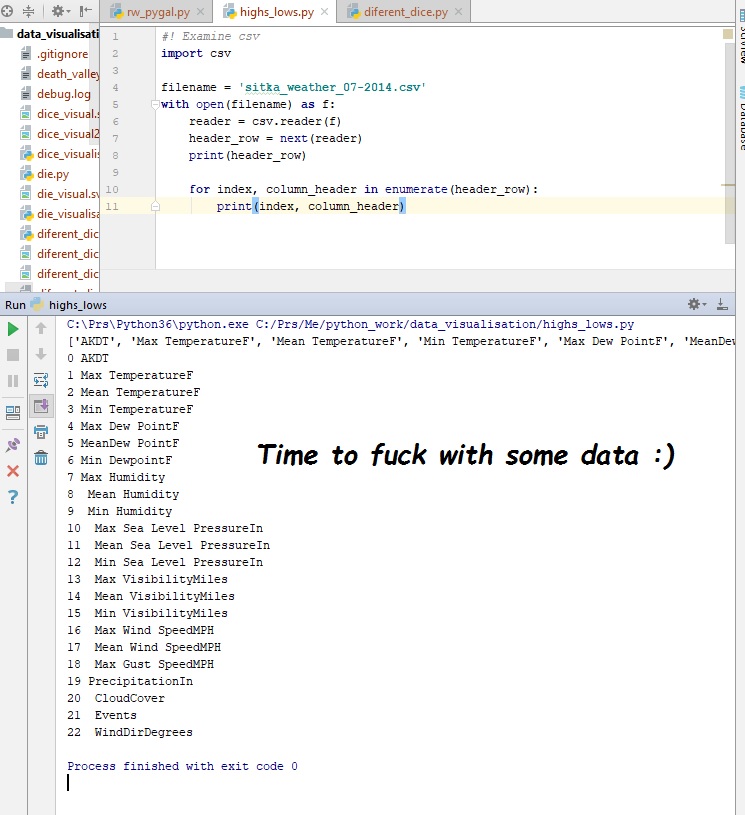 rw_pygal.py
highs_lows.py
diferent_dice.py
data_visualisati
.gitignore
death_valley
debug.log
dice_visual.s
dice_visual2
dice_visualis
die.py
die_visual.sv
die_visualisa
diferent_dic
diferent_dic
diferent_dic
1 #! Examine csv
2 import csv
3
4 filename = 'sitka_weather_07-2014.csv'
5 with open(filename) as f:
6 reader = csv.reader(f)
7 header_row = next(reader)
8 print(header_row)
9
10 for index, column_header in enumerate(header_row):
11 print(index, column_header)
Database
Run highs_lows
C:\Prs\Python36\python.exe C:/Prs/Me/python_work/data_visualisation/highs_lows.py
['AKDT', 'Max TemperatureF', 'Mean TemperatureF', 'Min TemperatureF', 'Max Dew PointF', 'MeanDew
0 AKDT
1 Max TemperatureF
2 Mean TemperatureF
3 Min TemperatureF
4 Max Dew PointF
5 MeanDew PointF
6 Min DewpointF
7 Max Humidity
8  Mean Humidity
9  Min Humidity
10  Max Sea Level PressureIn
11  Mean Sea Level PressureIn
12  Min Sea Level PressureIn
13  Max VisibilityMiles
14  Mean VisibilityMiles
15  Min VisibilityMiles
16  Max Wind SpeedMPH
17  Mean Wind SpeedMPH
18  Max Gust SpeedMPH
19 PrecipitationIn
20  CloudCover
21  Events
22  WindDirDegrees
Time to fuck with some data :)
Process finished with exit code 0